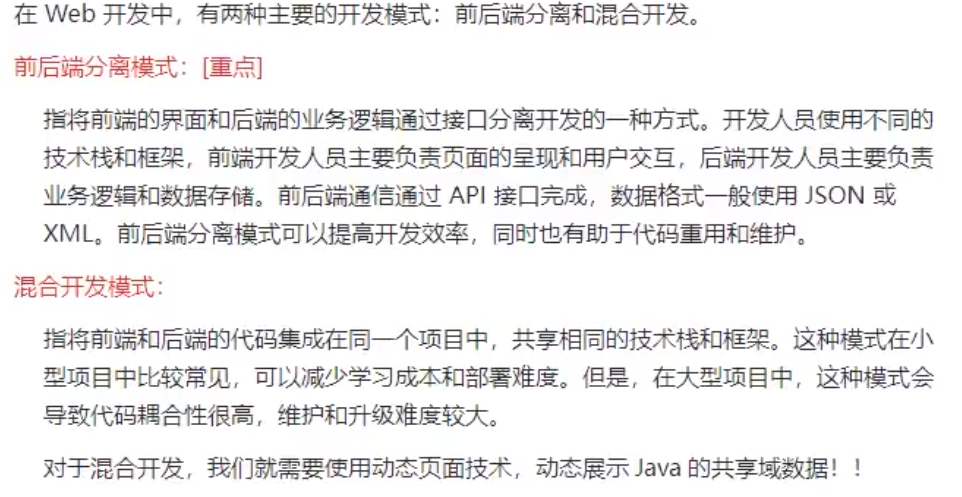 在 Web 开发中，有两种主要的开发模式：前后端分离和混合开发。
前后端分离模式：[重点]
指将前端的界面和后端的业务逻辑通过接口分离开发的一种方式。开发人员使用不同的
技术栈和框架，前端开发人员主要负责页面的呈现和用户交互，后端开发人员主要负责
业务逻辑和数据存储。前后端通信通过 API 接口完成，数据格式一般使用 JSON 或
XML。前后端分离模式可以提高开发效率，同时也有助于代码重用和维护。
混合开发模式：
指将前端和后端的代码集成在同一个项目中，共享相同的技术栈和框架。这种模式在小
型项目中比较常见，可以减少学习成本和部署难度。但是，在大型项目中，这种模式会
导致代码耦合性很高，维护和升级难度较大。
对于混合开发，我们就需要使用动态页面技术，动态展示 Java 的共享域数据！！